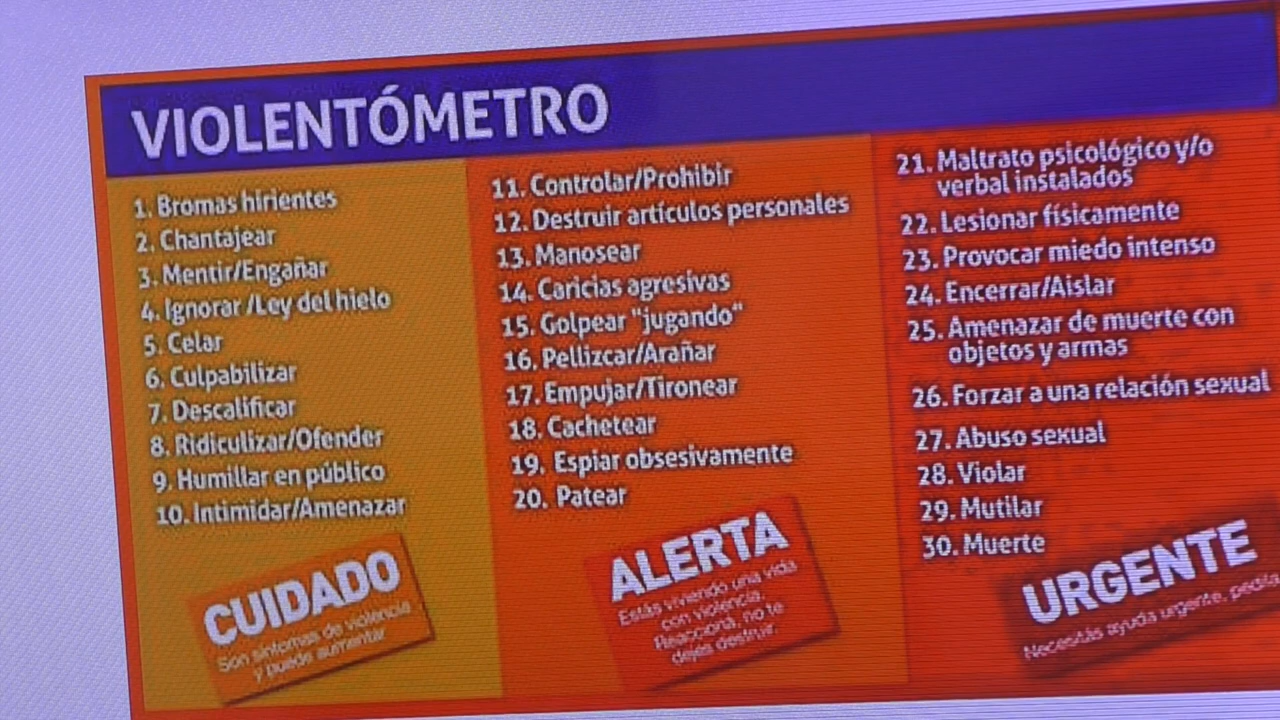 VIOLENTÓMETRO
1. Bromas hirientes
2. Chantajear
3. Mentir/Engañar
4. Ignorar /Ley del hielo
5. Celar
6. Culpabilizar
7. Descalificar
8. Ridiculizar/Ofender
9. Humillar en público
10. Intimidar/Amenazar
CUIDADO
Son síntomas de violencia
y puede aumentar
11. Controlar/Prohibir
12. Destruir artículos personales
13. Manosear
14. Caricias agresivas
15. Golpear "jugando"
16. Pellizcar/Arañar
17. Empujar/Tironear
18. Cachetear
19. Espiar obsesivamente
20. Patear
ALERTA
Estás viviendo una vida
con violencia.
Reacciona, no te
dejes destruir.
21. Maltrato psicológico y/o
verbal instalados
22. Lesionar físicamente
23. Provocar miedo intenso
24. Encerrar/Aislar
25. Amenazar de muerte con
objetos y armas
26. Forzar a una relación sexual
27. Abuso sexual
28. Violar
29. Mutilar
30. Muerte
URGENTE
Necesitás ayuda urgente, pedila